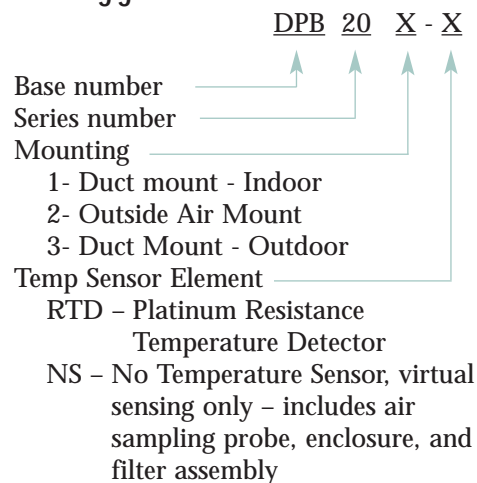 DPB 20 X - X
Base number
Series number
Mounting
1- Duct mount - Indoor
2- Outside Air Mount
3- Duct Mount - Outdoor
Temp Sensor Element
RTD – Platinum Resistance
Temperature Detector
NS – No Temperature Sensor, virtual
sensing only – includes air
sampling probe, enclosure, and
filter assembly